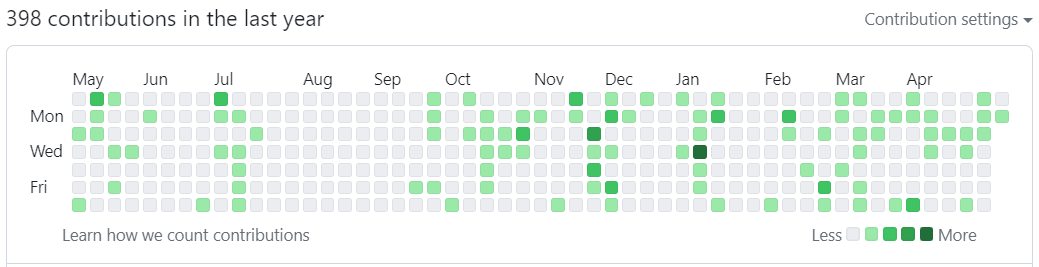 398 contributions in the last year
Contribution settings
May Jun Jul Aug Sep Oct Nov Dec Jan Feb Mar Apr
Mon
Wed
Fri
Learn how we count contributions
Less More